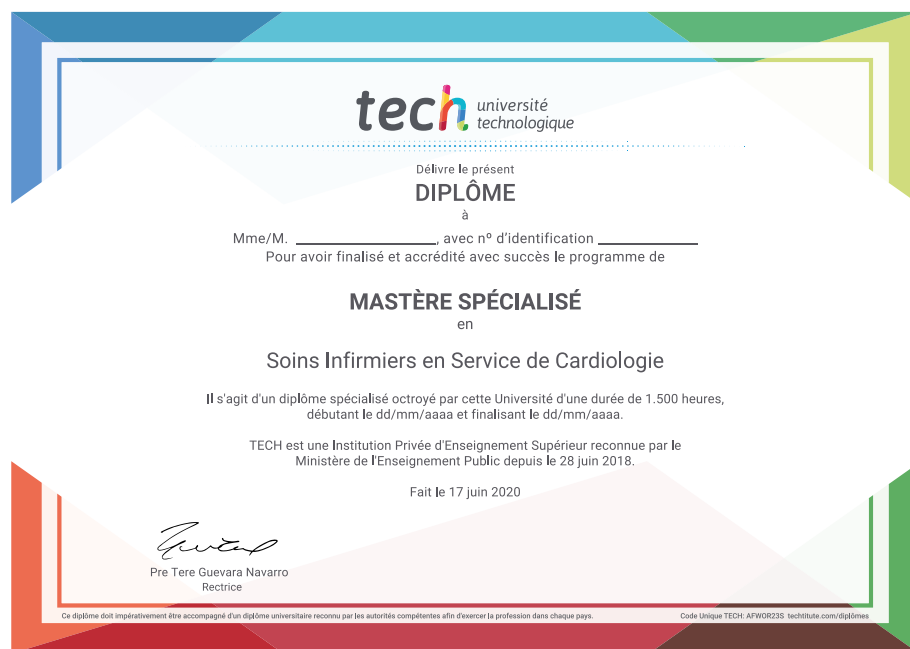 tech université
technologique
Délivre le présent
DIPLÔME
à
Mme/M. ____________________, avec nº d'identification ______________
Pour avoir finalisé et accrédité avec succès le programme de
MASTÈRE SPÉCIALISÉ
en
Soins Infirmiers en Service de Cardiologie
Il s'agit d'un diplôme spécialisé octroyé par cette Université d'une durée de 1.500 heures,
débutant le dd/mm/aaaa et finalisant le dd/mm/aaaa.
TECH est une Institution Privée d'Enseignement Supérieur reconnue par le
Ministère de l'Enseignement Public depuis le 28 juin 2018.
Fait le 17 juin 2020
Pre Tere Guevara Navarro
Rectrice
Ce diplôme doit impérativement être accompagné d'un diplôme universitaire reconnu par les autorités compétentes afin d'exercer la profession dans chaque pays.
Code Unique TECH: AFWOR23S techtitute.com/diplômes